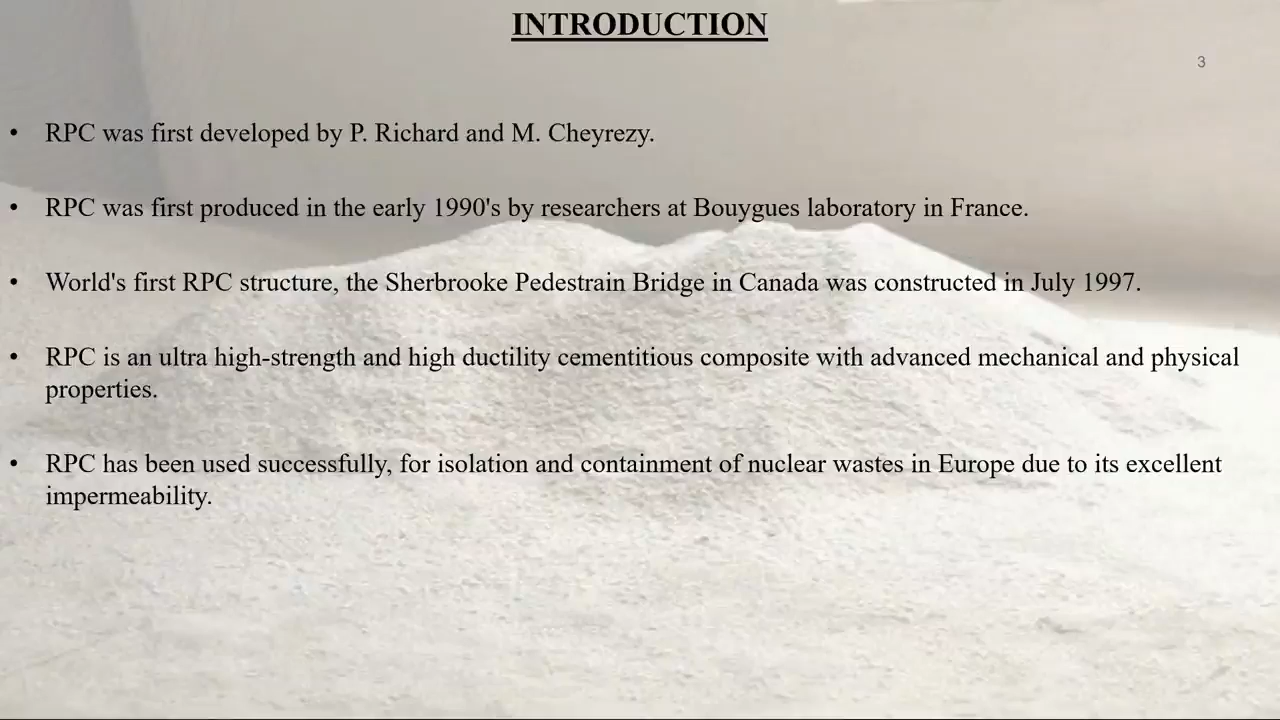 INTRODUCTION
3
• RPC was first developed by P. Richard and M. Cheyrezy.
• RPC was first produced in the early 1990's by researchers at Bouygues laboratory in France.
• World's first RPC structure, the Sherbrooke Pedestrain Bridge in Canada was constructed in July 1997.
• RPC is an ultra high-strength and high ductility cementitious composite with advanced mechanical and physical
properties.
• RPC has been used successfully, for isolation and containment of nuclear wastes in Europe due to its excellent
impermeability.